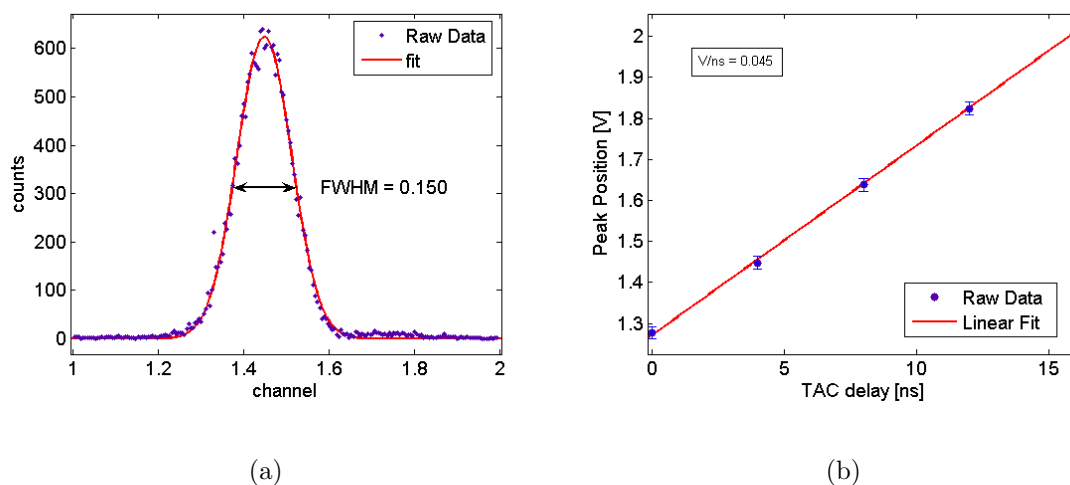 600
500
400
300
200
100
0
counts
1
1.2
1.4
1.6
1.8
2
channel
Raw Data
fit
FWHM = 0.150
(a)
2
1.9
1.8
1.7
1.6
1.5
1.4
1.3
Peak Position [V]
0
5
10
15
TAC delay [ns]
V/ns = 0.045
Raw Data
Linear Fit
(b)